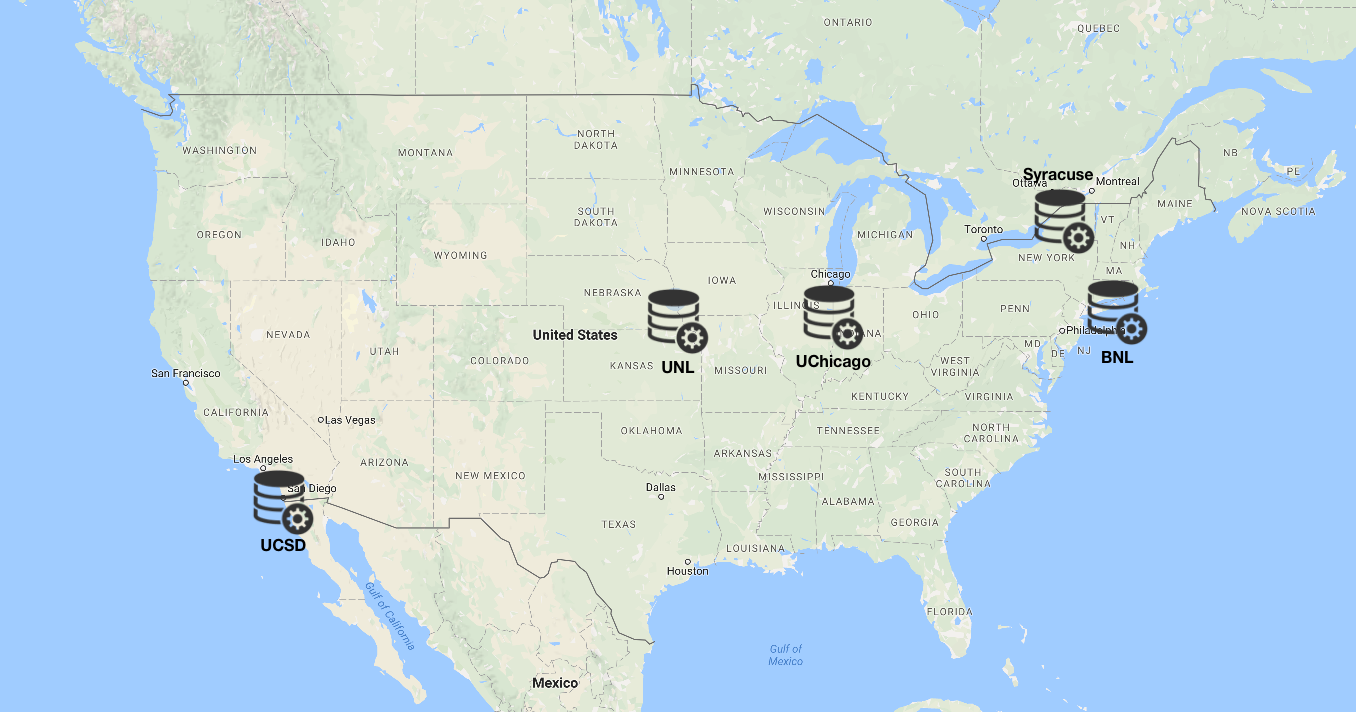 ONTARIO
QUEBEC
WASHINGTON
MONTANA
NORTH
DAKOTA
MINNESOTA
NB
PE
Syracuse
Ottawa
Montreal
MAINE
NOVA SCOTIA
OREGON
IDAHO
SOUTH
DAKOTA
WISCONSIN
MICHIGAN
Toronto
VT
NH
WYOMING
NEW YORK
MA
Chicago
IOWA
NEBRASKA
ILLINOIS
OHIO
PENN
NEVADA
United States
Philadelphia
UTAH
COLORADO
KANSAS
UNL
MISSOURI
UChicago
WEST
VIRGINIA
MD
DE
NJ
BNL
San Francisco
CALIFORNIA
KENTUCKY
VIRGINIA
Las Vegas
OKLAHOMA
TENNESSEE
NORTH
CAROLINA
Los Angeles
ARIZONA
NEW MEXICO
ARKANSAS
MISSISSIPPI
SOUTH
CAROLINA
San Diego
Dallas
ALABAMA
TEXAS
GEORGIA
UCSD
LOUISIANA
Houston
Gulf of California
FLORIDA
Gulf of
Mexico
Mexico